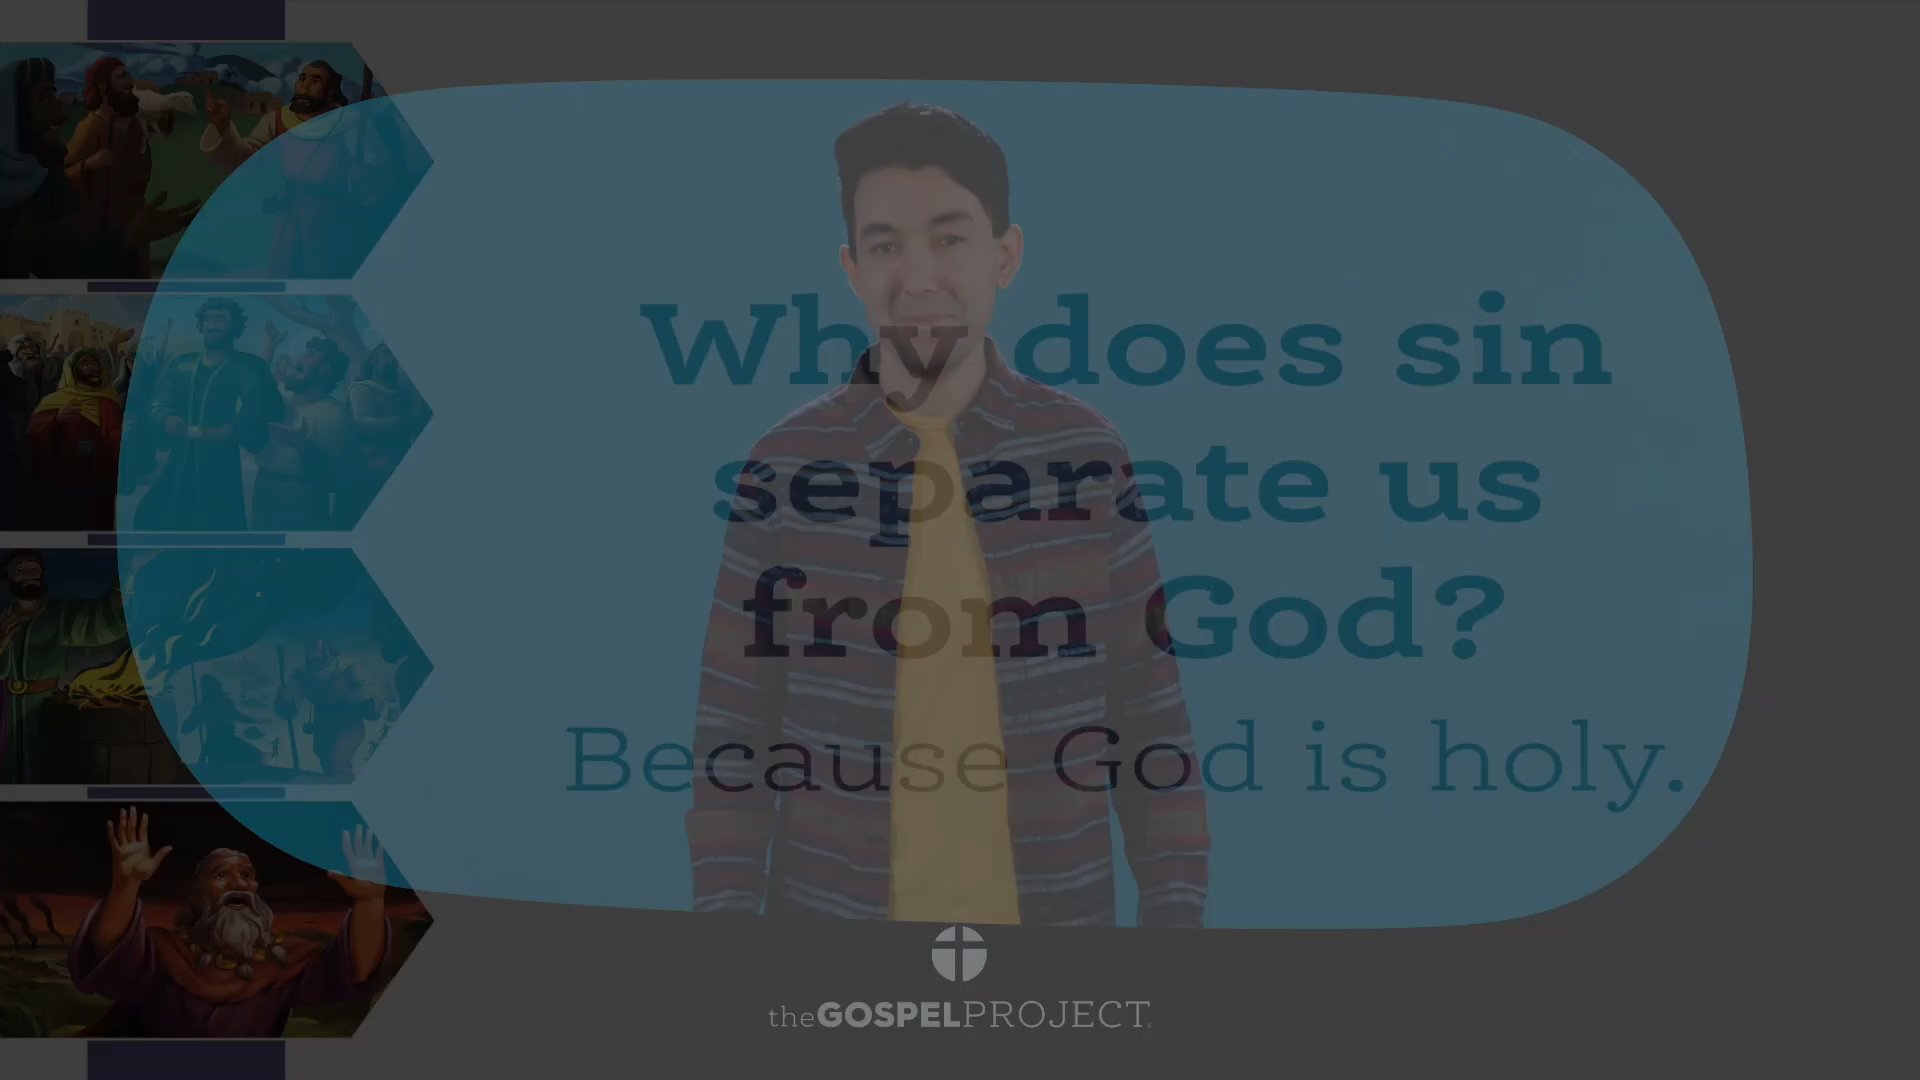 Why does sin
separate us
from God?
Because God is holy.
theGOSPELPROJECT.